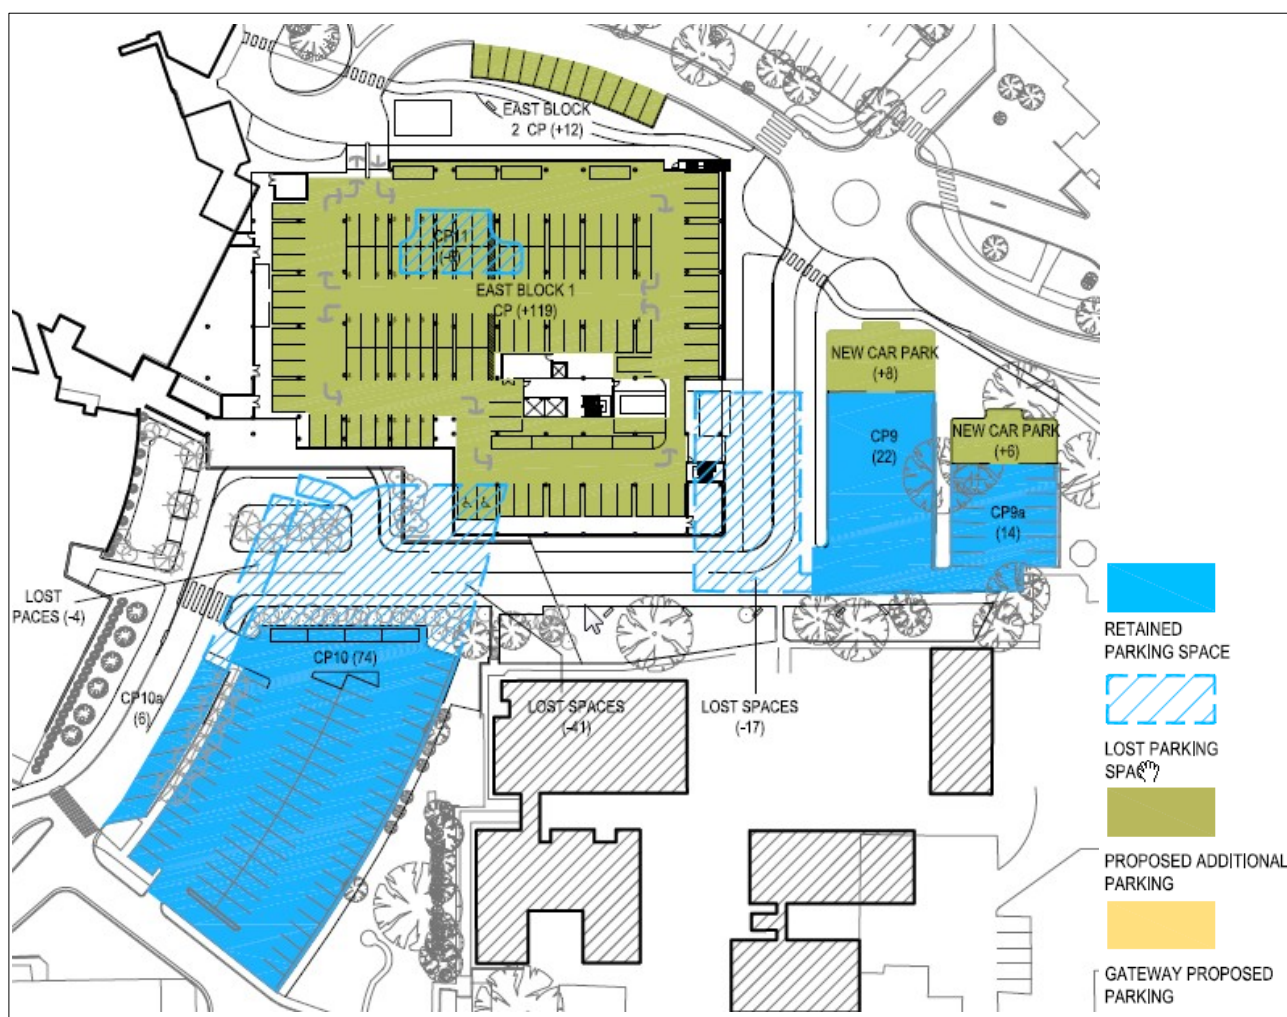 EAST BLOCK
2 CP (+12)
CP11
EAST BLOCK 1
CP (+119)
NEW CAR PARK
(+8)
CP9
(22)
NEW CAR PARK
(+6)
CP9a
(14)
LOST
PACES (-4)
CP10 (74)
CP10a
(6)
LOST SPACES
(-41)
LOST SPACES
(-17)
RETAINED
PARKING SPACE
LOST PARKING
PROPOSED ADDITIONAL
PARKING
GATEWAY PROPOSED
PARKING